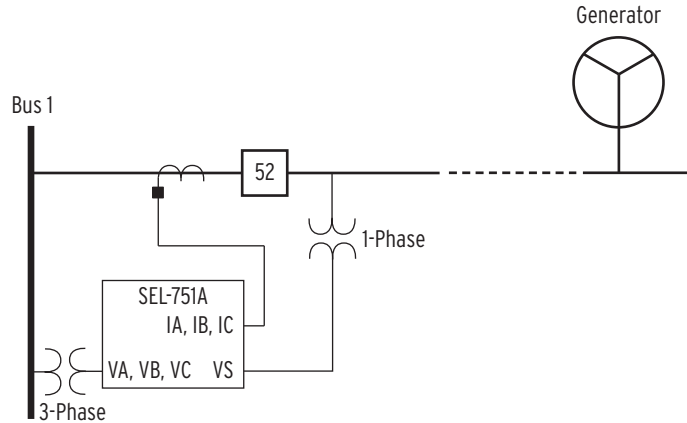 Generator
Bus 1
52
1-Phase
SEL-751A
IA, IB, IC
VA, VB, VC VS
3-Phase